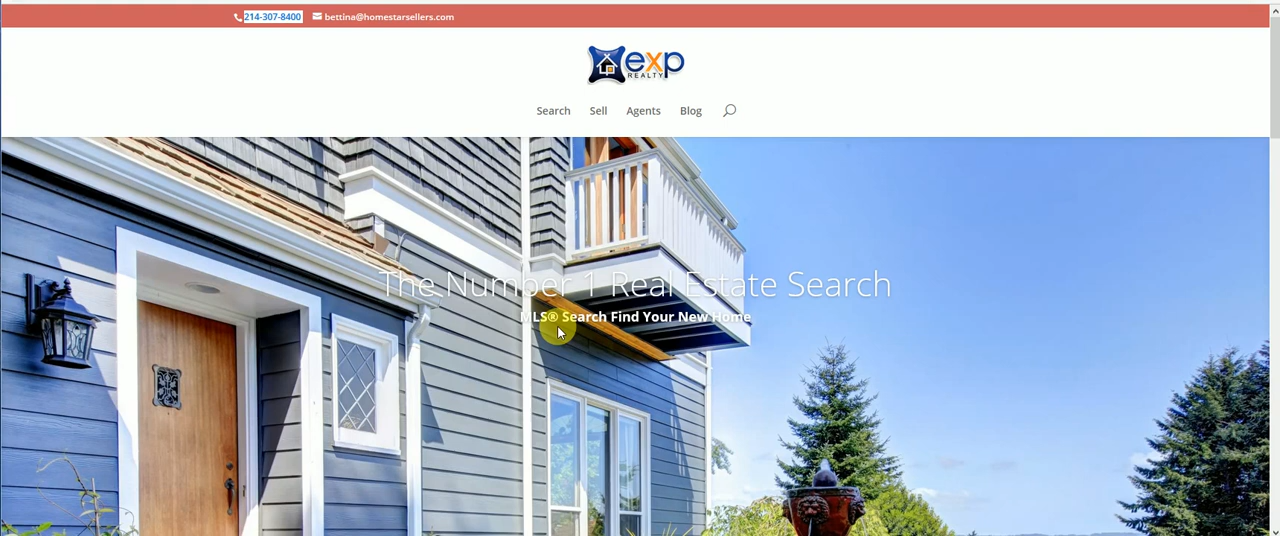 214-307-8400 bettina@homestarsellers.com
exp
REALTY
Search Sell Agents Blog
The Number 1 Real Estate Search
MLS® Search Find Your New Home